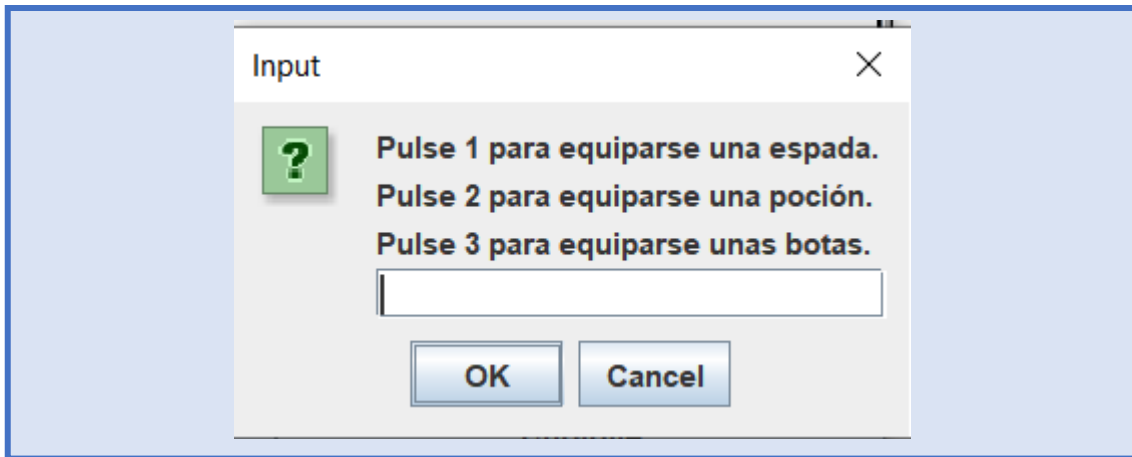 Input
?
Pulse 1 para equiparse una espada.
Pulse 2 para equiparse una poción.
Pulse 3 para equiparse unas botas.
OK Cancel